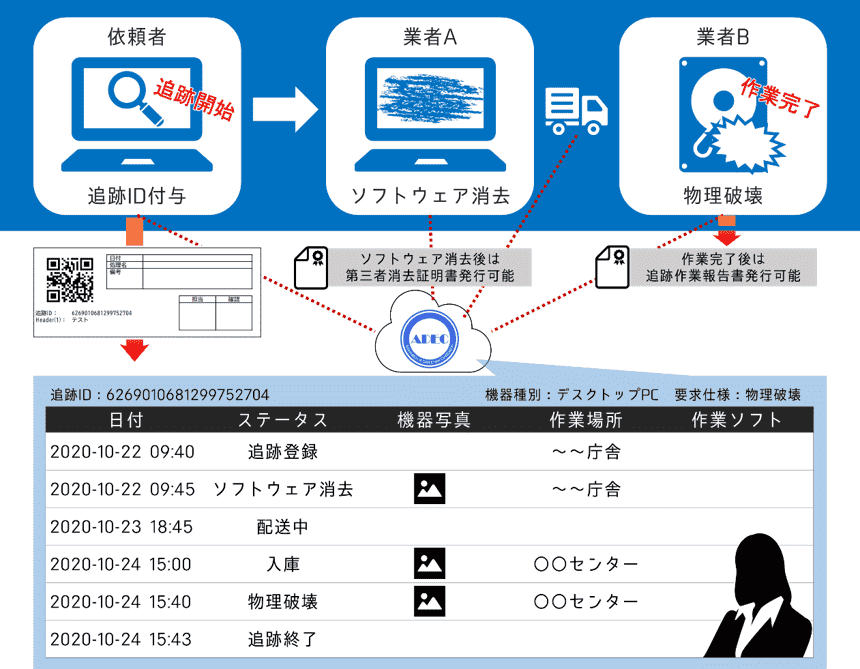 依頼者
追跡開始
追跡ID付与
業者A
ソフトウェア消去
業者B
作業完了
物理破壊
日付
処理名
備考
担当 確認
追跡ID： 6269010681299752704
Header(1)： テスト
ソフトウェア消去後は
第三者消去証明書発行可能
作業完了後は
追跡作業報告書発行可能
ADEC
追跡ID：6269010681299752704 機器種別：デスクトップPC 要求仕様：物理破壊
日付 ステータス 機器写真 作業場所 作業ソフト
2020-10-22 09:40 追跡登録 〜〜庁舎
2020-10-22 09:45 ソフトウェア消去 〜〜庁舎
2020-10-23 18:45 配送中
2020-10-24 15:00 入庫 〇〇センター
2020-10-24 15:40 物理破壊 〇〇センター
2020-10-24 15:43 追跡終了